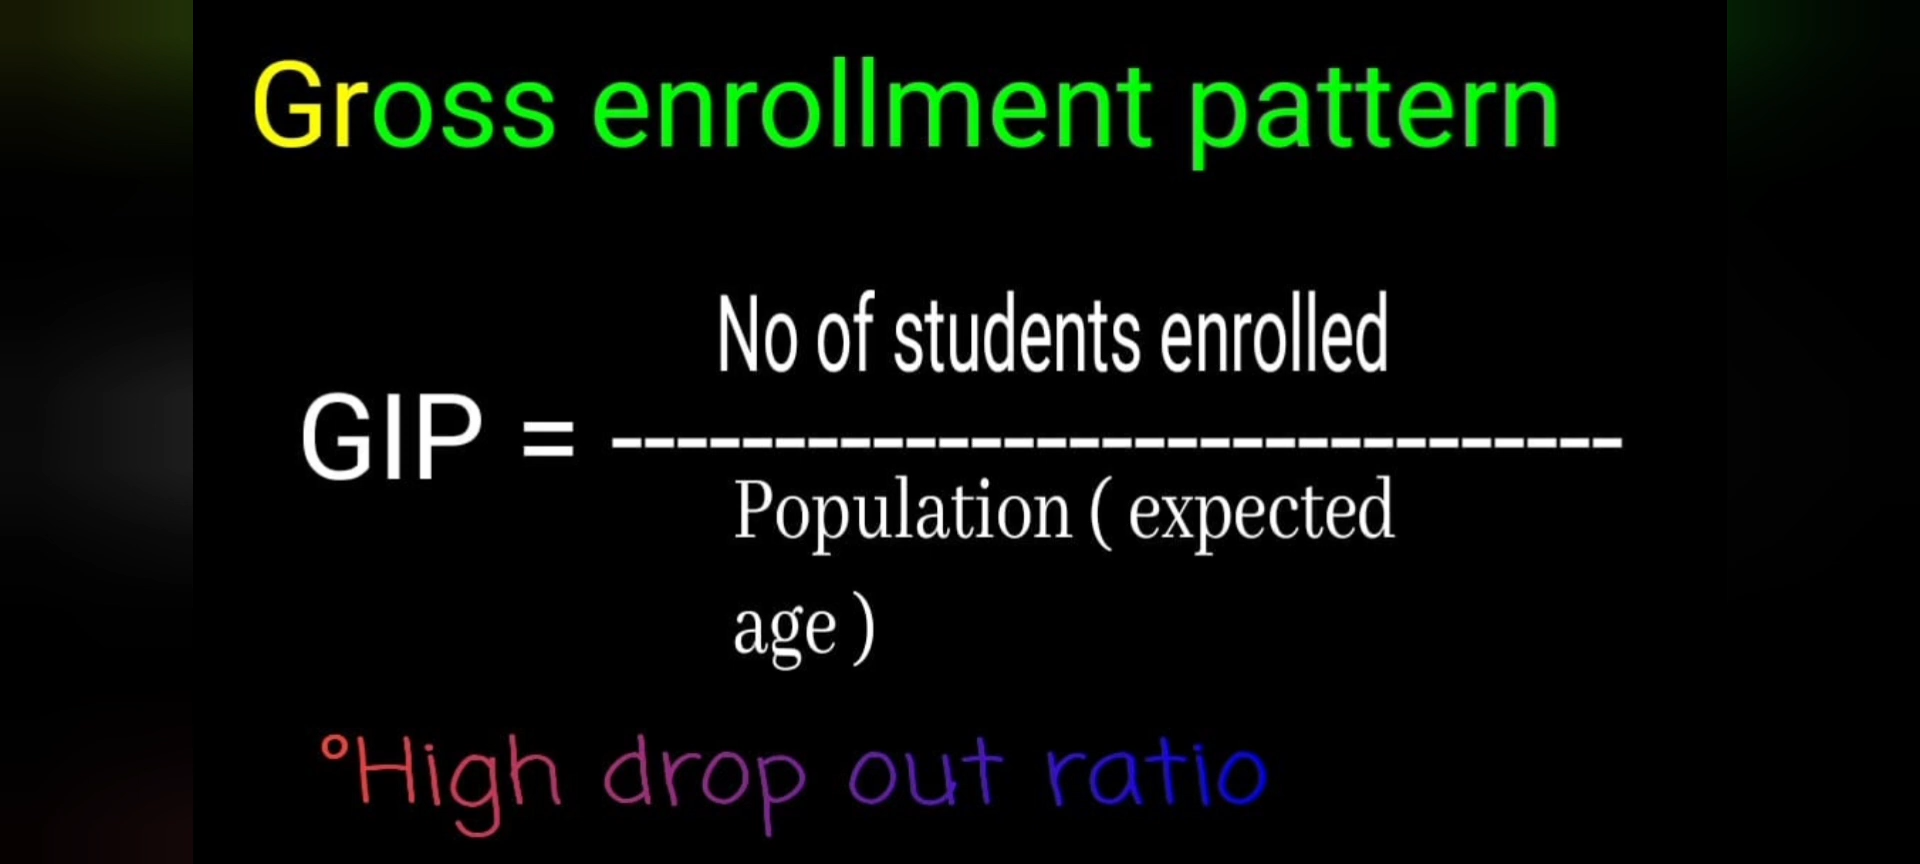 Gross enrollment pattern
No of students enrolled
GIP = -------------------------------
Population ( expected
age )
°High drop out ratio